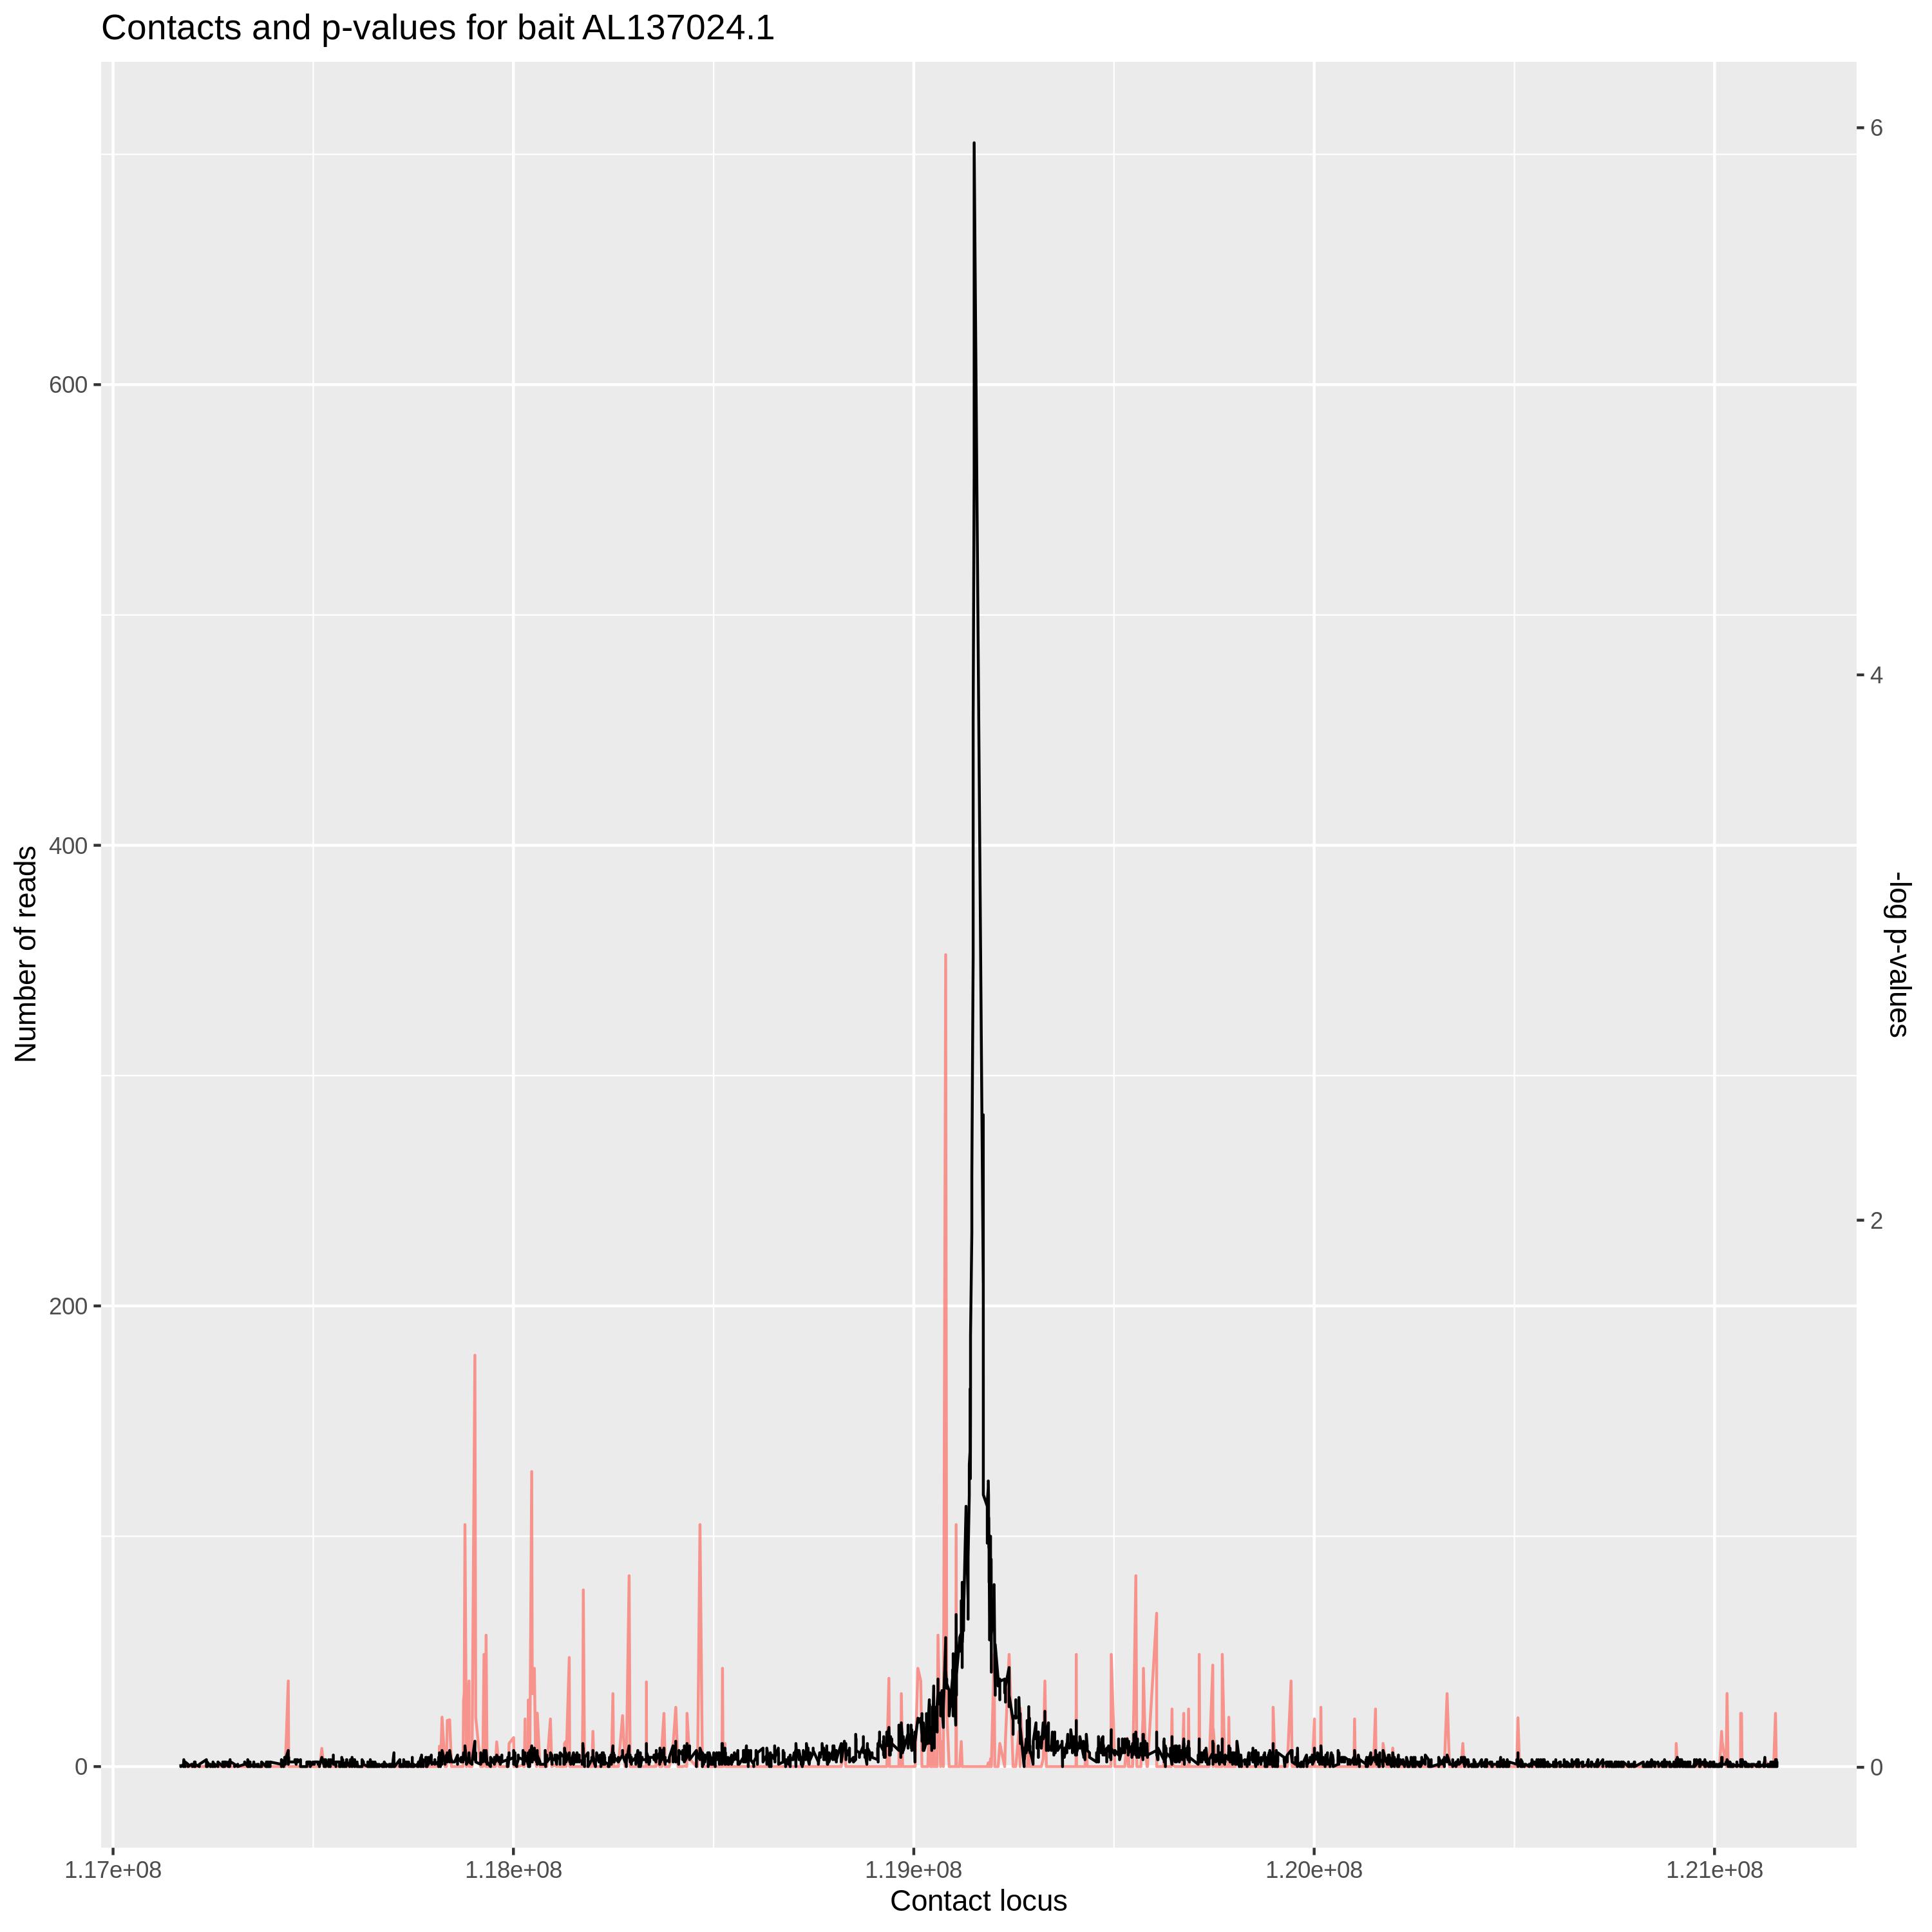 Contacts and p-values for bait AL137024.1
6
600
4
400
Number of reads
-log p-values
2
200
0
0
1.17e+08
1.18e+08
1.19e+08
1.20e+08
1.21e+08
Contact locus